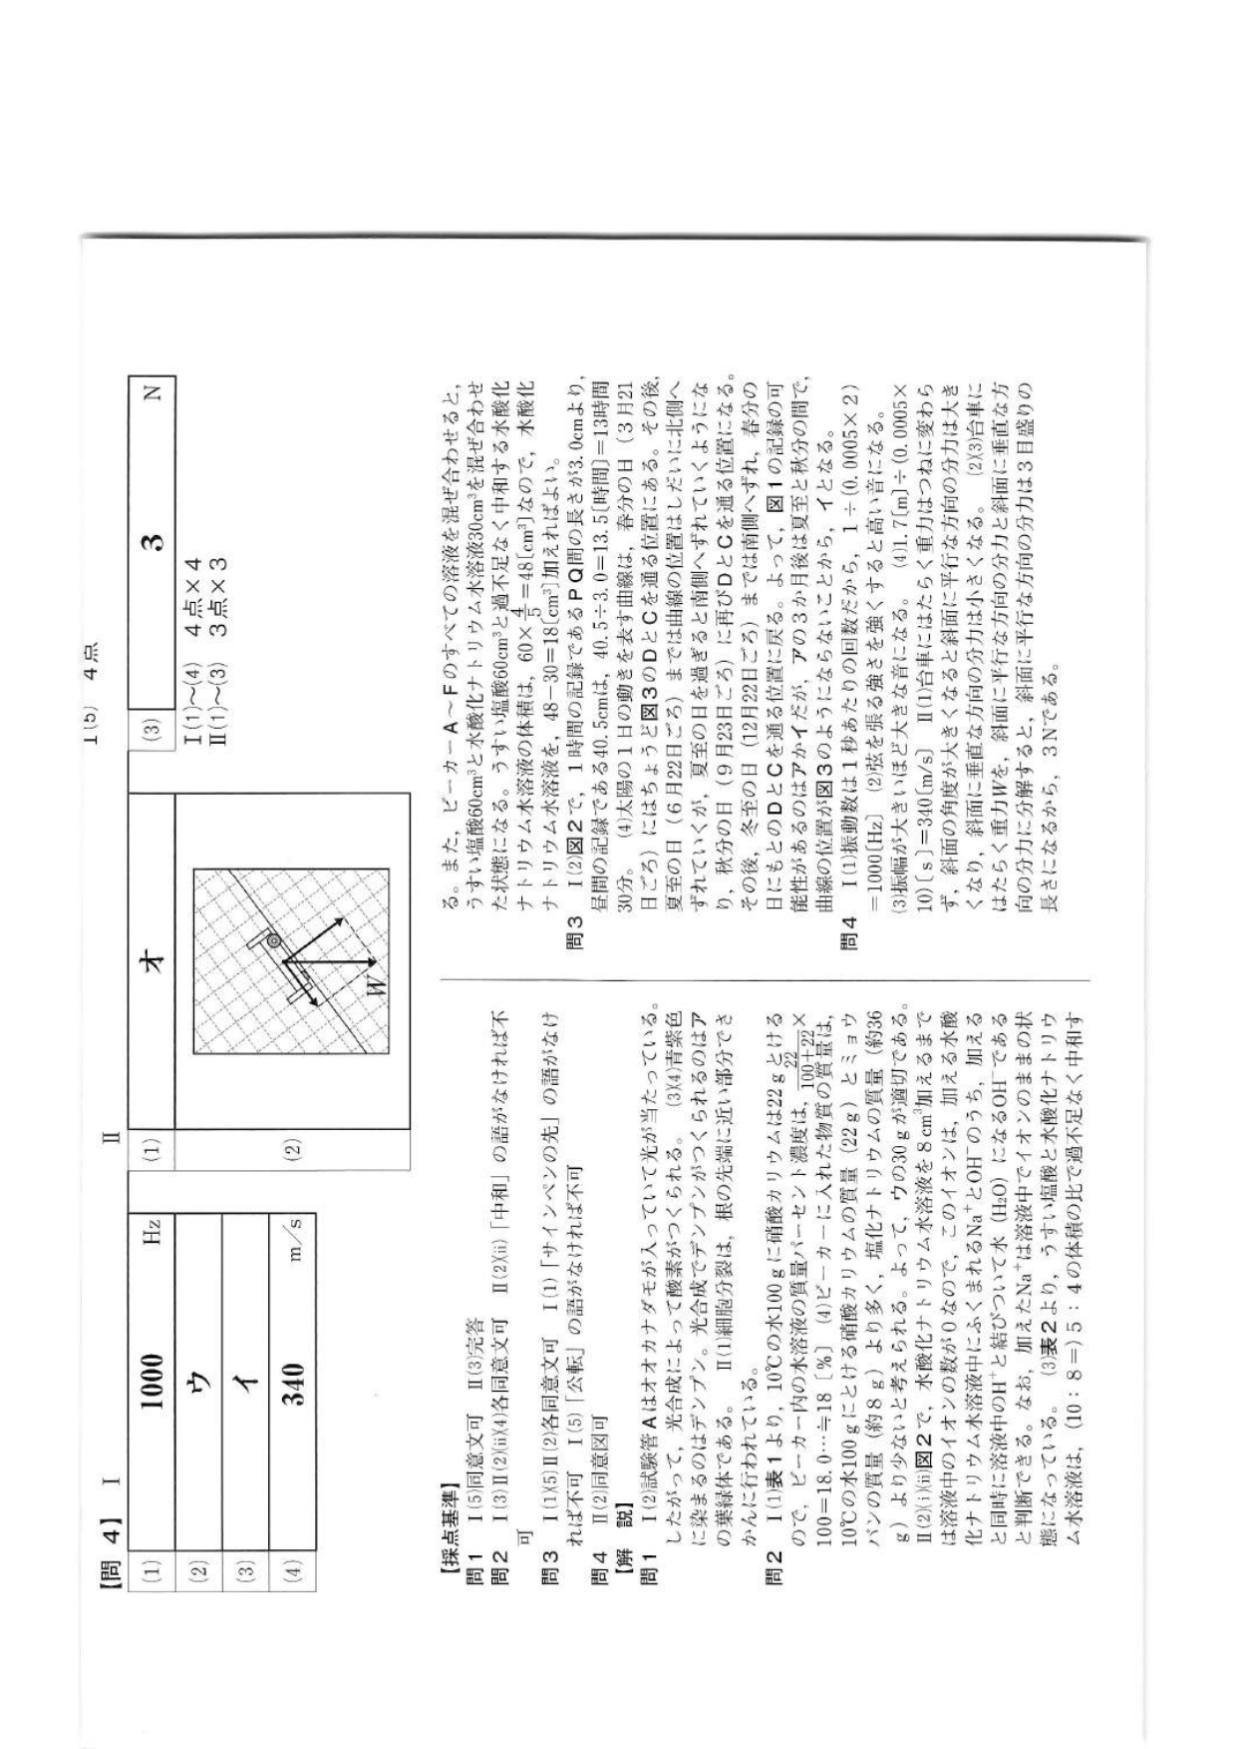 I(5) 4点
【問 4】 I
(1) 1000 Hz
(2) ウ
(3) イ
(4) 340 m/s
II
(1) オ
(2)
W
(3) 3 N
I(1)～(4) 4点×4
II(1)～(3) 3点×3
【採点基準】
問1 I(5)同意文可 II(3)完答
問2 I(3)II(2)(ii)(4)各同意文可 II(2)(ii)「中和」の語がなければ不
可
問3 I(1)(5)II(2)各同意文可 I(1)「サインペンの先」の語がなけ
れば不可 I(5)「公転」の語がなければ不可
問4 II(2)同意図可
【解 説】
問1 I(2)試験管Aはオオカナダモが入っていて光が当たっている。
したがって，光合成によって酸素がつくられる。 (3)(4)青紫色
に染まるのはデンプン。光合成でデンプンがつくられるのはア
の葉緑体である。 II(1)細胞分裂は，根の先端に近い部分でさ
かんに行われている。
問2 I(1)表1より，10℃の水100gに硝酸カリウムは22gとける
ので，ビーカー内の水溶液の質量パーセント濃度は，22/(100+22)×
100＝18.0…≒18［%］ (4)ビーカーに入れた物質の質量は，
10℃の水100gにとける硝酸カリウムの質量（22g）とミョウ
バンの質量（約8g）より多く，塩化ナトリウムの質量（約36
g）より少ないと考えられる。よって，ウの30gが適切である。
II(2)(i)(ii)図2で，水酸化ナトリウム水溶液を8cm³加えるまで
は溶液中のイオンの数が0なので，このイオンは，加える水酸
化ナトリウム水溶液中にふくまれるNa⁺とOH⁻のうち，加える
と同時に溶液中のH⁺と結びついて水（H₂O）になるOH⁻である
と判断できる。なお，加えたNa⁺は溶液中でイオンのままの状
態になっている。 (3)表2より，うすい塩酸と水酸化ナトリウ
ム水溶液は，(10：8＝)5：4の体積の比で過不足なく中和す
る。また，ビーカーA～Fのすべての溶液を混ぜ合わせると，
うすい塩酸60cm³と水酸化ナトリウム水溶液30cm³を混ぜ合わせ
た状態になる。うすい塩酸60cm³と過不足なく中和する水酸化
ナトリウム水溶液の体積は，60×4/5＝48〔cm³〕なので，水酸化
ナトリウム水溶液を，48－30＝18〔cm³〕加えればよい。
問3 I(2)図2で，1時間の記録であるPQ間の長さが3.0cmより，
昼間の記録である40.5cmは，40.5÷3.0＝13.5〔時間〕＝13時間
30分。 (4)太陽の1日の動きを表す曲線は，春分の日（3月21
日ごろ）にはちょうど図3のDとCを通る位置にある。その後，
夏至の日（6月22日ごろ）までは曲線の位置はしだいに北側へ
ずれていくが，夏至の日を過ぎると南側へずれていくようにな
り，秋分の日（9月23日ごろ）に再びDとCを通る位置になる。
その後，冬至の日（12月22日ごろ）までは南側へずれ，春分の
日にもとのDとCを通る位置に戻る。よって，図1の記録の可
能性があるのはアかイだが，アの3か月後は夏至と秋分の間で，
曲線の位置が図3のようにならないことから，イとなる。
問4 I(1)振動数は1秒あたりの回数だから，1÷(0.0005×2)
＝1000〔Hz〕 (2)弦を張る強さを強くすると高い音になる。
(3)振幅が大きいほど大きな音になる。 (4)1.7〔m〕÷(0.0005×
10)〔s〕＝340〔m/s〕 II(1)台車にはたらく重力はつねに変わら
ず，斜面の角度が大きくなると斜面に平行な方向の分力は大き
くなり，斜面に垂直な方向の分力は小さくなる。 (2)(3)台車に
はたらく重力Wを，斜面に平行な方向の分力と斜面に垂直な方
向の分力に分解すると，斜面に平行な方向の分力は3目盛りの
長さになるから，3Nである。